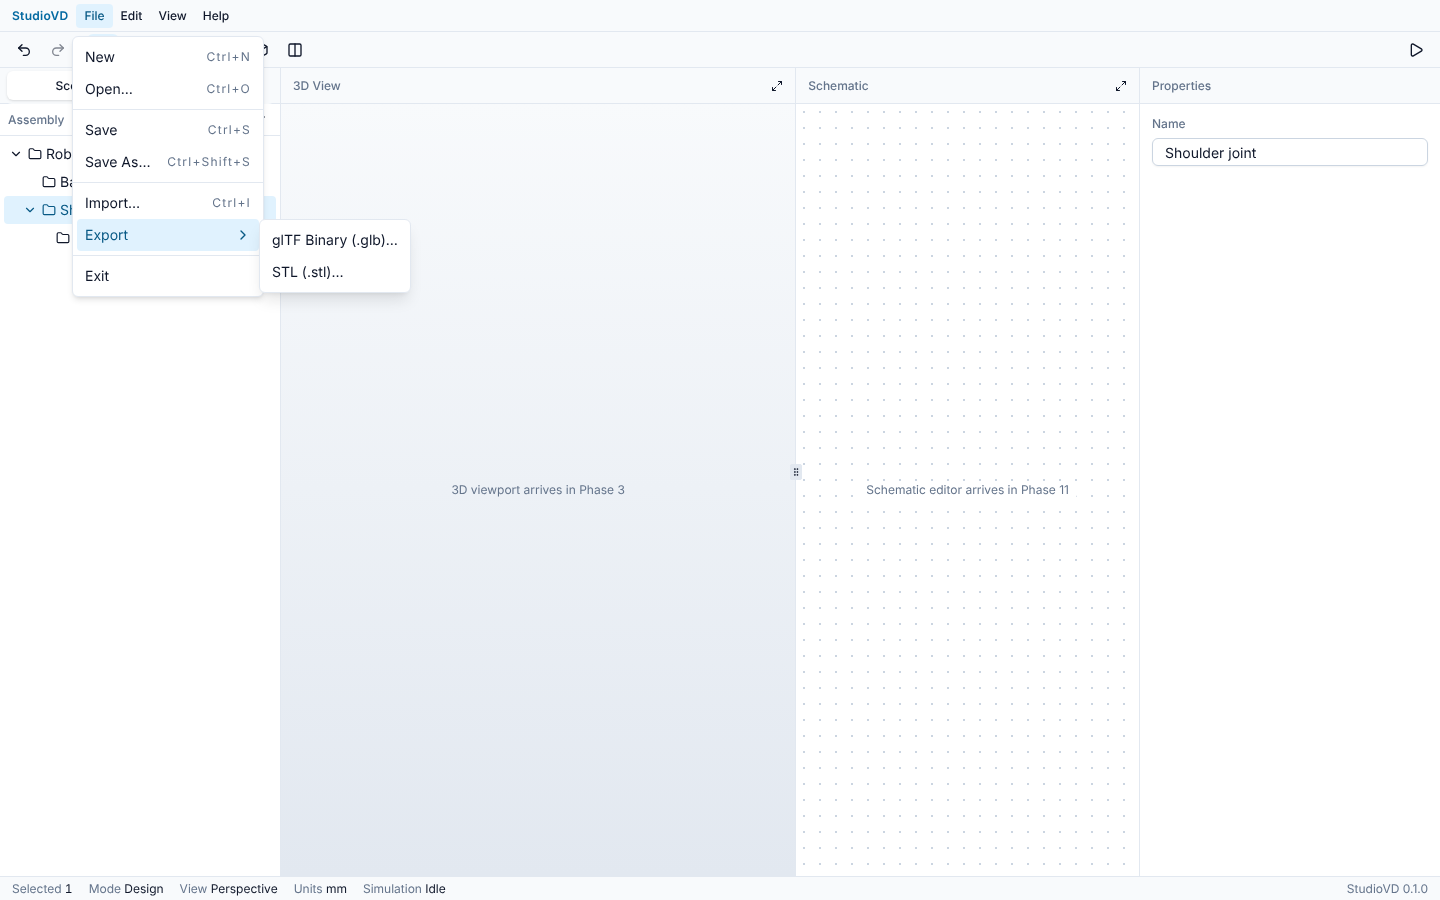 StudioVD File Edit View Help
New Ctrl+N
Open... Ctrl+O
Save Ctrl+S
Save As... Ctrl+Shift+S
Import... Ctrl+I
Export
Exit
glTF Binary (.glb)...
STL (.stl)...
Assembly
3D View
3D viewport arrives in Phase 3
Schematic
Schematic editor arrives in Phase 11
Properties
Name
Shoulder joint
Selected 1 Mode Design View Perspective Units mm Simulation Idle StudioVD 0.1.0